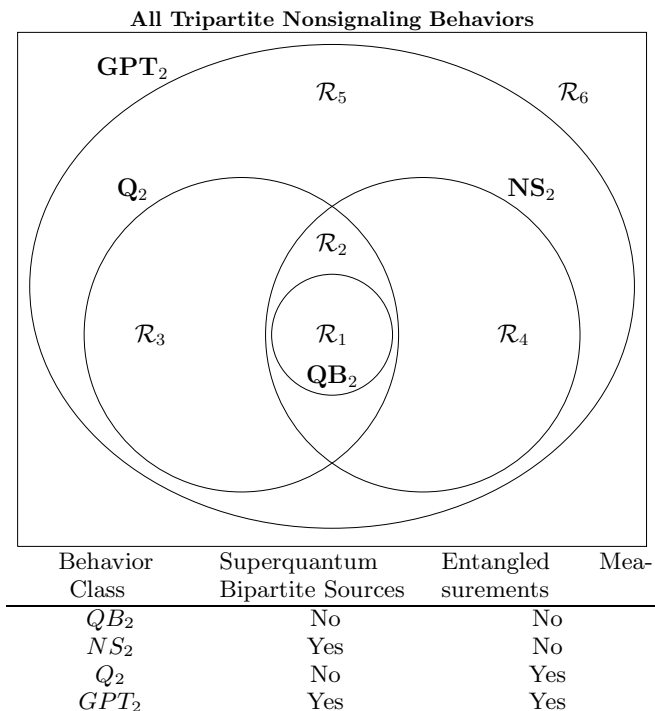 All Tripartite Nonsignaling Behaviors
GPT₂
R₅
R₆
Q₂
NS₂
R₂
R₃
R₁
R₄
QB₂
Behavior Superquantum Entangled Mea-
Class Bipartite Sources surements
QB₂ No No
NS₂ Yes No
Q₂ No Yes
GPT₂ Yes Yes